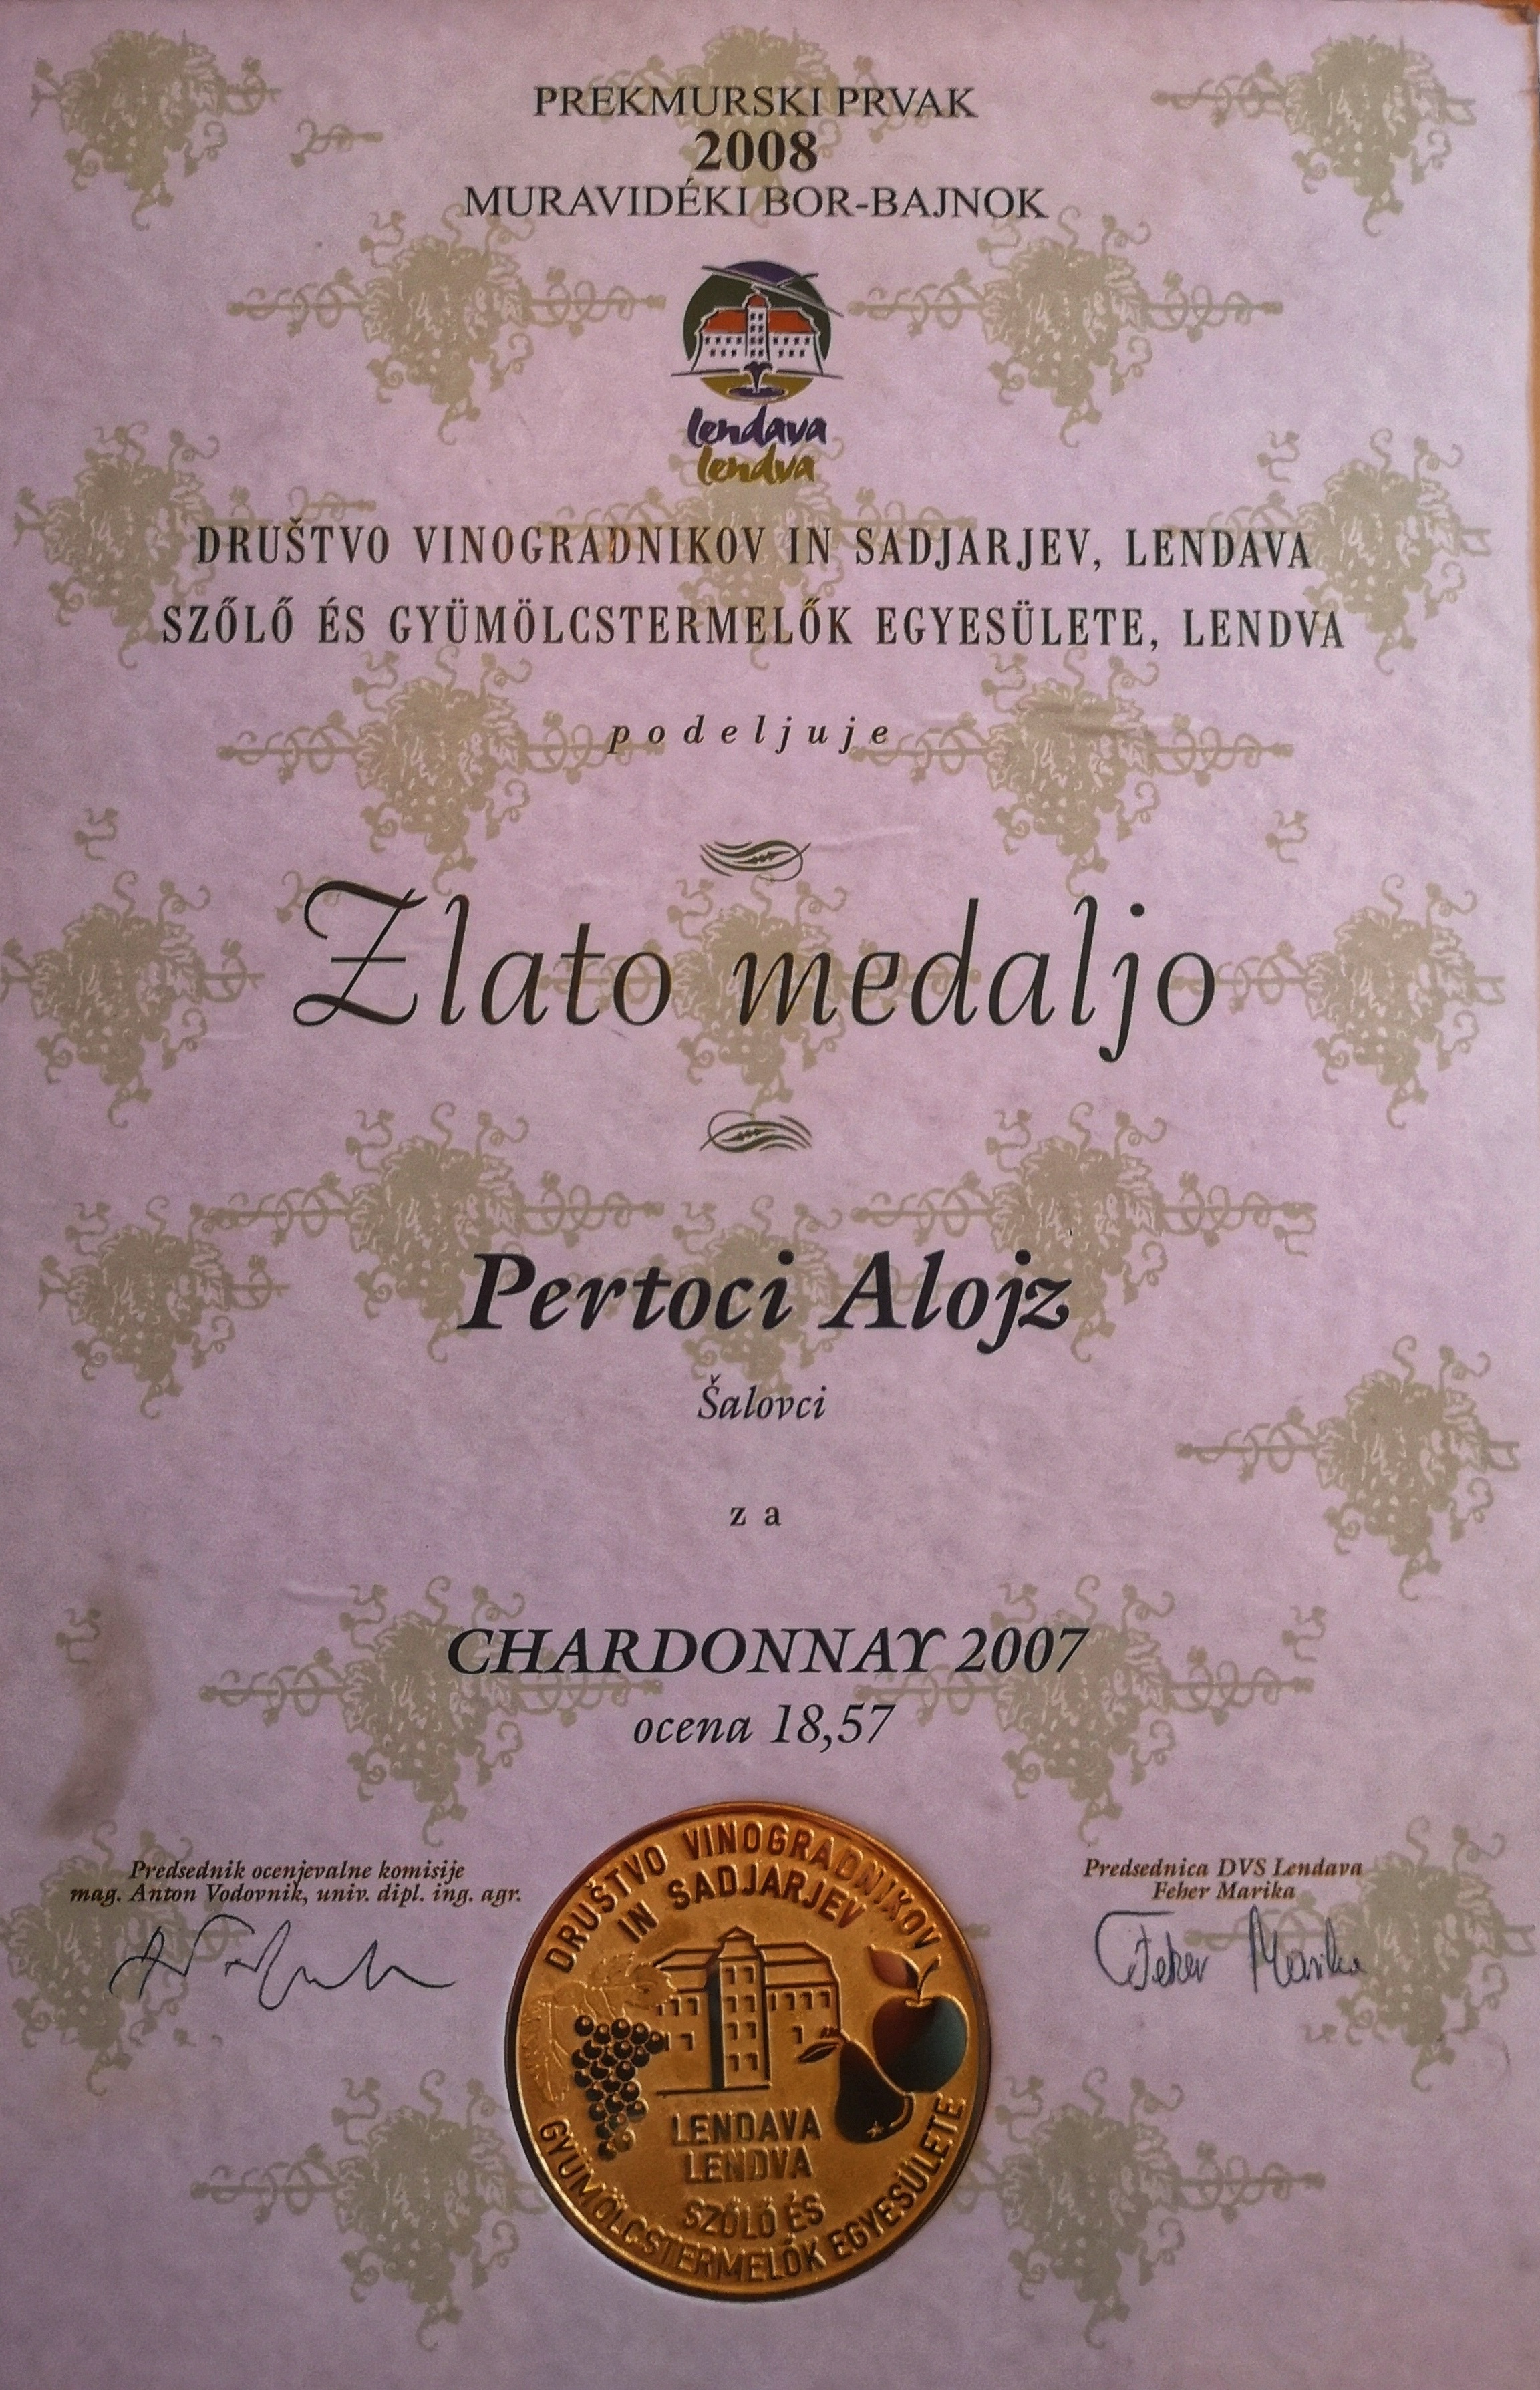 PREKMURSKI PRVAK
2008
MURAVIDÉKI BOR-BAJNOK
lendava
lendva
DRUŠTVO VINOGRADNIKOV IN SADJARJEV, LENDAVA
SZŐLŐ ÉS GYÜMÖLCSTERMELŐK EGYESÜLETE, LENDVA
podeljuje
Zlato medaljo
Pertoci Alojz
Šalovci
za
CHARDONNAY 2007
ocena 18,57
Predsednik ocenjevalne komisije
mag. Anton Vodovnik, univ. dipl. ing. agr.
Predsednica DVS Lendava
Feher Marika
Feher Marika
DRUŠTVO VINOGRADNIKOV
IN SADJARJEV
LENDAVA
LENDVA
SZŐLŐ ÉS
GYÜMÖLCSTERMELŐK EGYESÜLETE